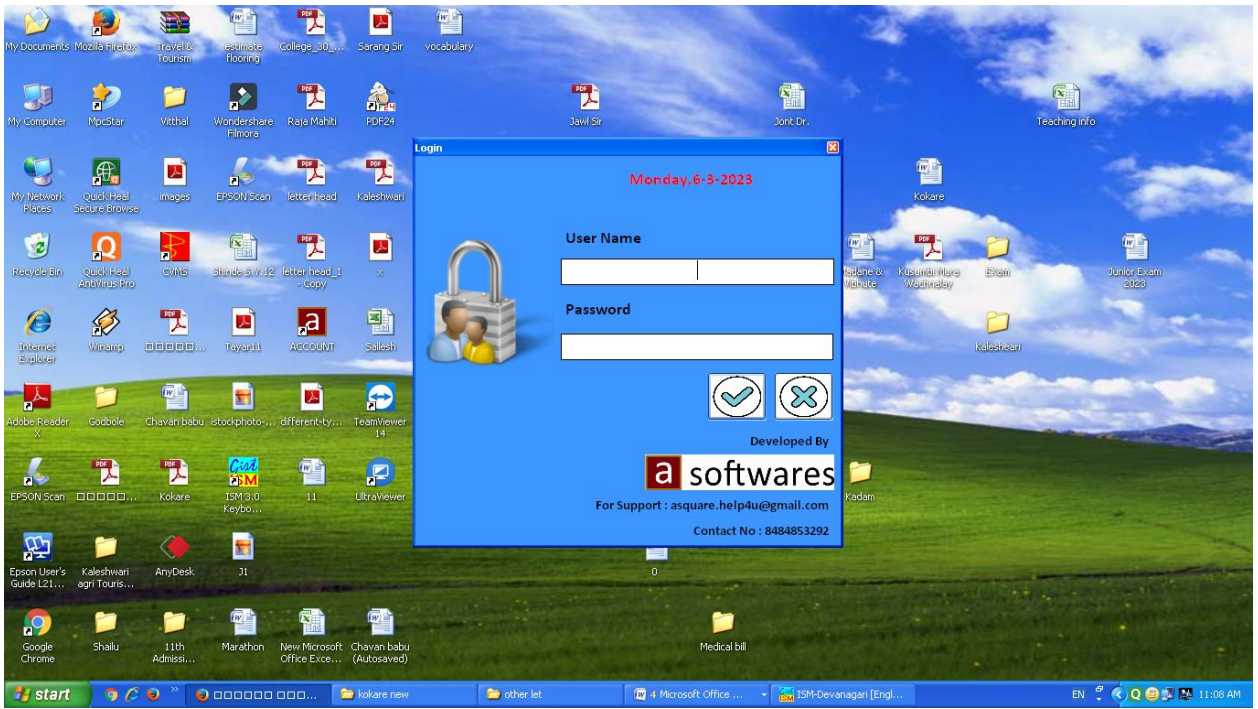 My Documents
Mozilla Firefox
Travel & Tourism
estimate flooring
College_30_...
Sarang Sir
vocabulary
My Computer
MpcStar
Vitthal
Wondershare Filmora
Raja Mahiti
PDF24
Jawl Sir
Jont Dr.
Teaching info
My Network Places
Quick Heal Secure Browse
images
EPSON Scan
letter head
Kaleshwari
Kokare
Recycle Bin
Quick Heal AntiVirus Pro
CVMS
Shinde S.Y.12
letter head_1 - Copy
x
Kusumbi Mura
Exam
Junior Exam 2023
Internet Explorer
Winamp
Tayari1
ACCOUNT
Sailesh
Kalesheari
Adobe Reader X
Godbole
Chavan babu
istockphoto-...
different-ty...
TeamViewer 14
EPSON Scan
Kokare
ISM 3.0 Keybo...
11
UltraViewer
Kadam
Epson User's Guide L21...
Kaleshwari agri Touris...
AnyDesk
J1
0
Google Chrome
Shailu
11th Admissi...
Marathon
New Microsoft Office Exce...
Chavan babu (Autosaved)
Medical bill
Login
Monday,6-3-2023
User Name
Password
Developed By
a softwares
For Support : asquare.help4u@gmail.com
Contact No : 8484853292
start
kokare new
other let
4 Microsoft Office ...
ISM-Devanagari [Engl...
EN
11:08 AM